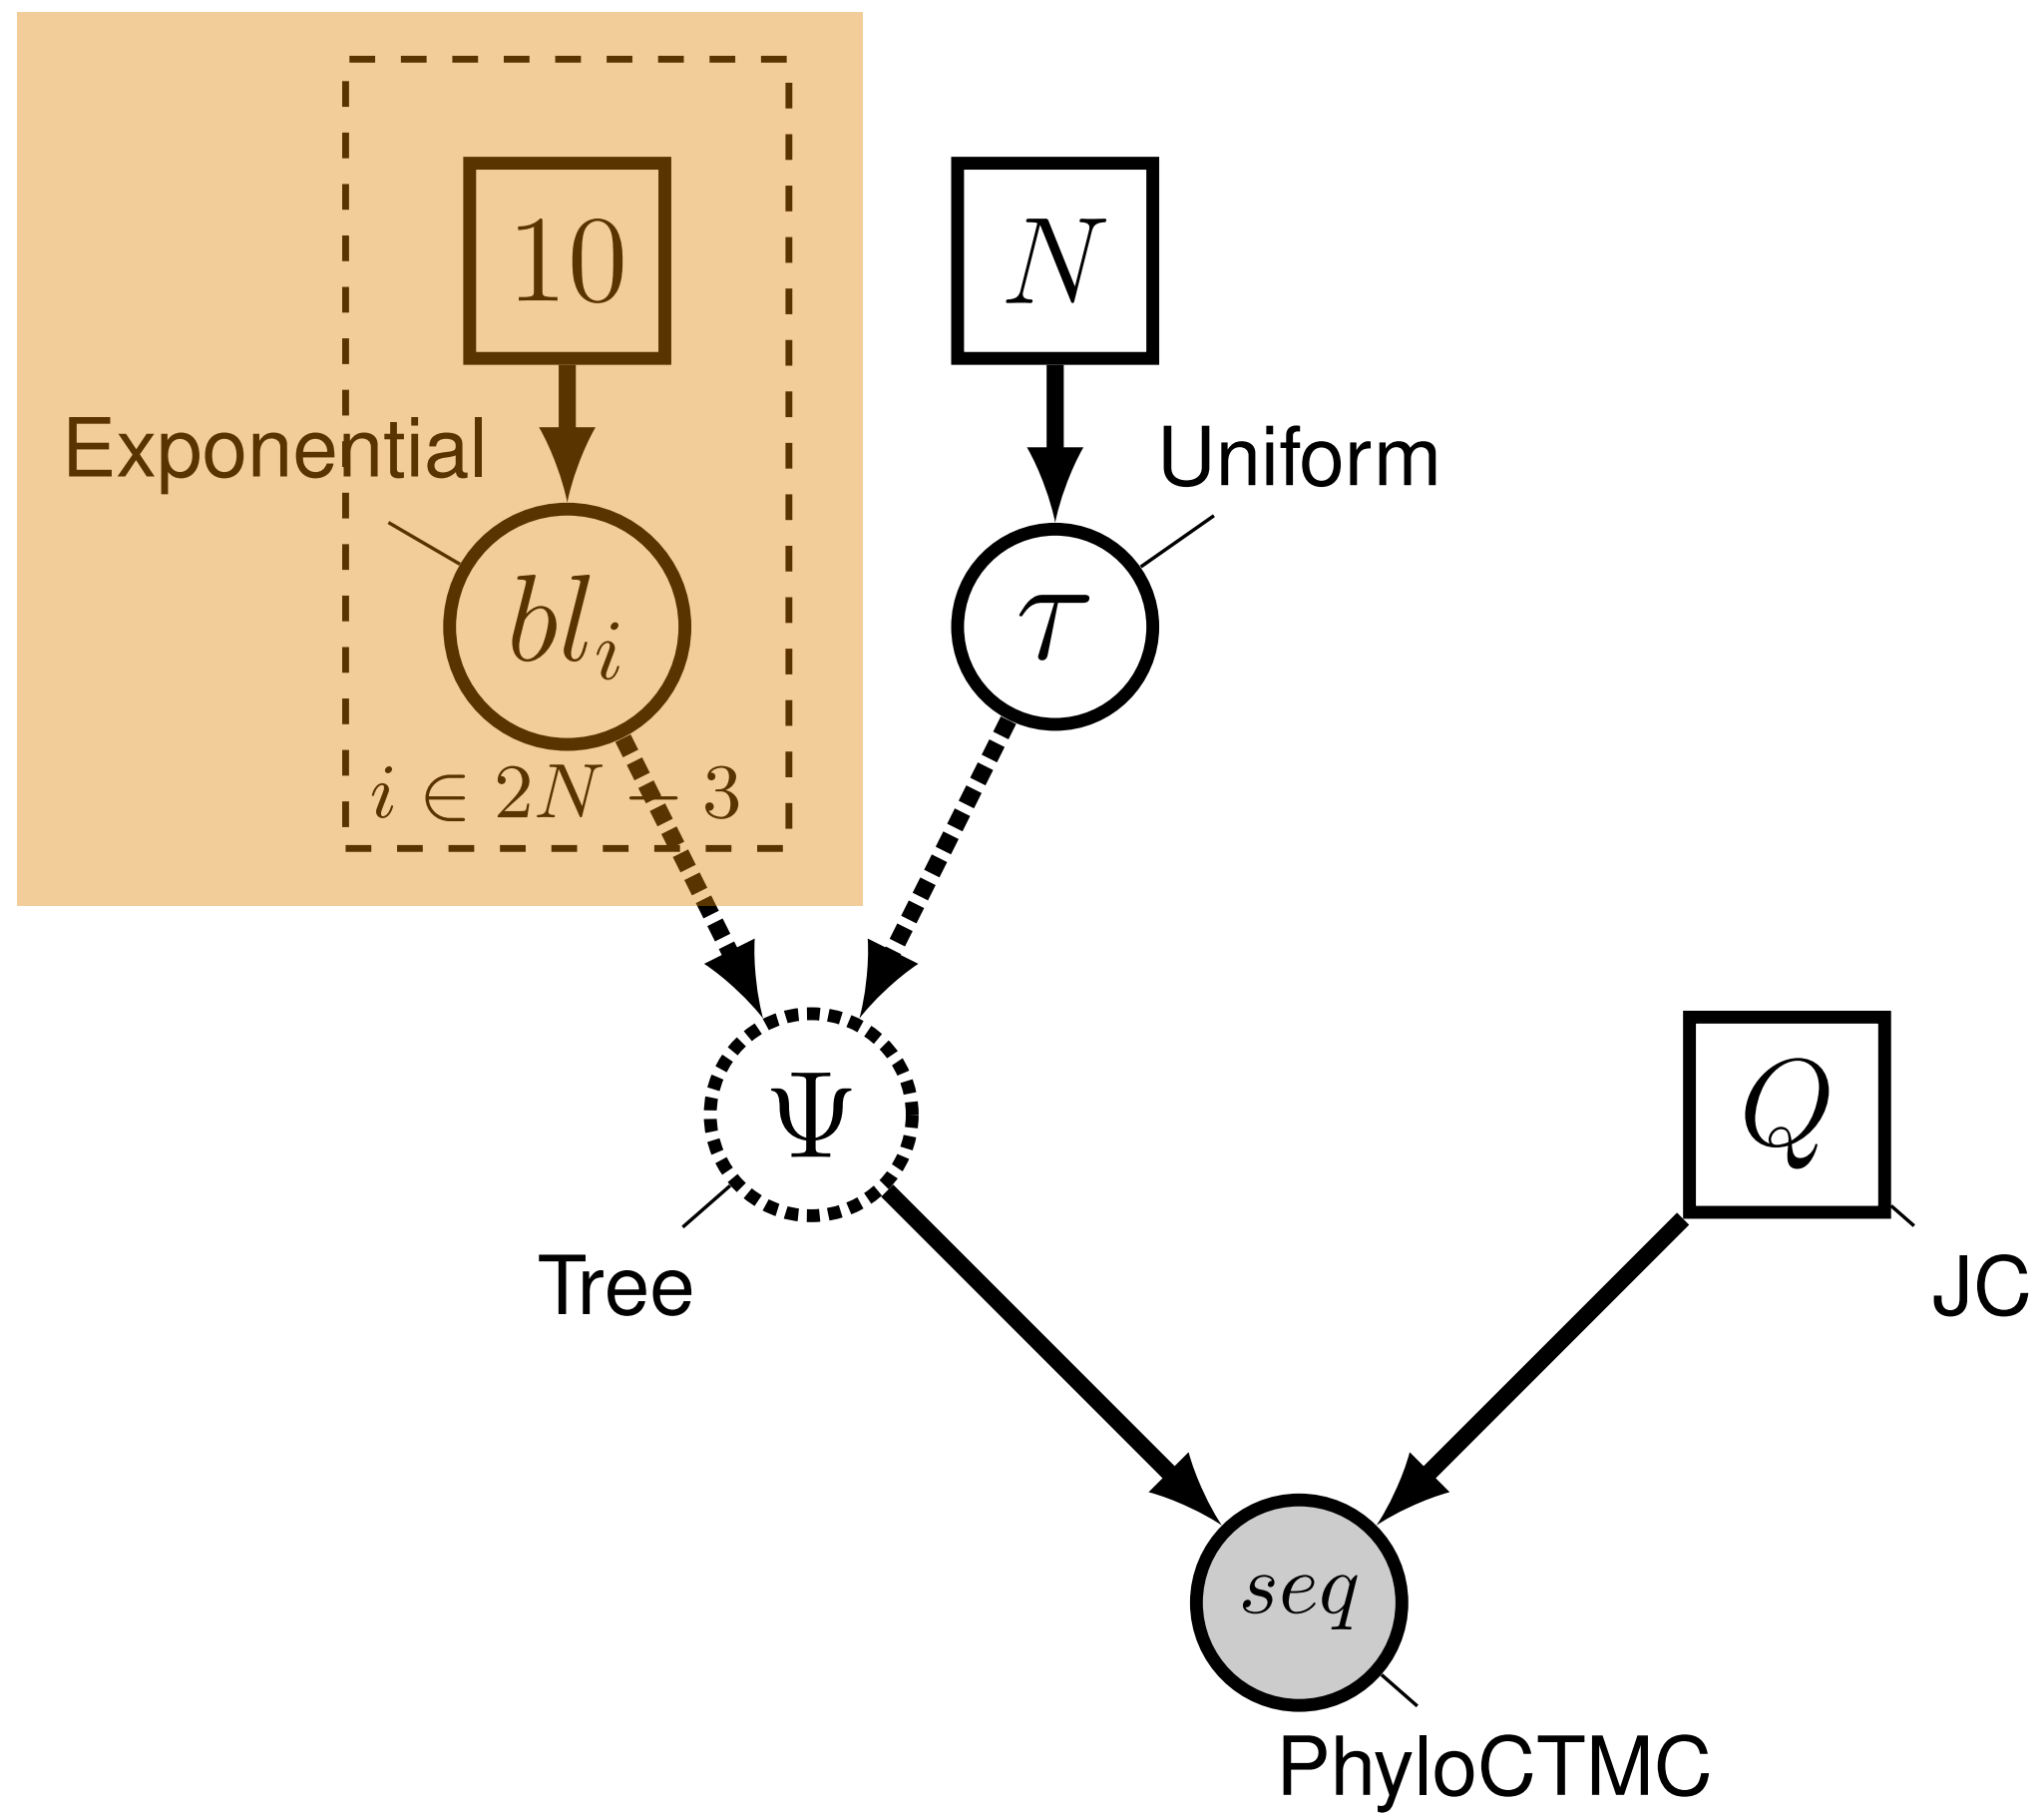 10
N
Exponential
Uniform
bl_i
τ
i ∈ 2N − 3
Ψ
Q
Tree
JC
seq
PhyloCTMC